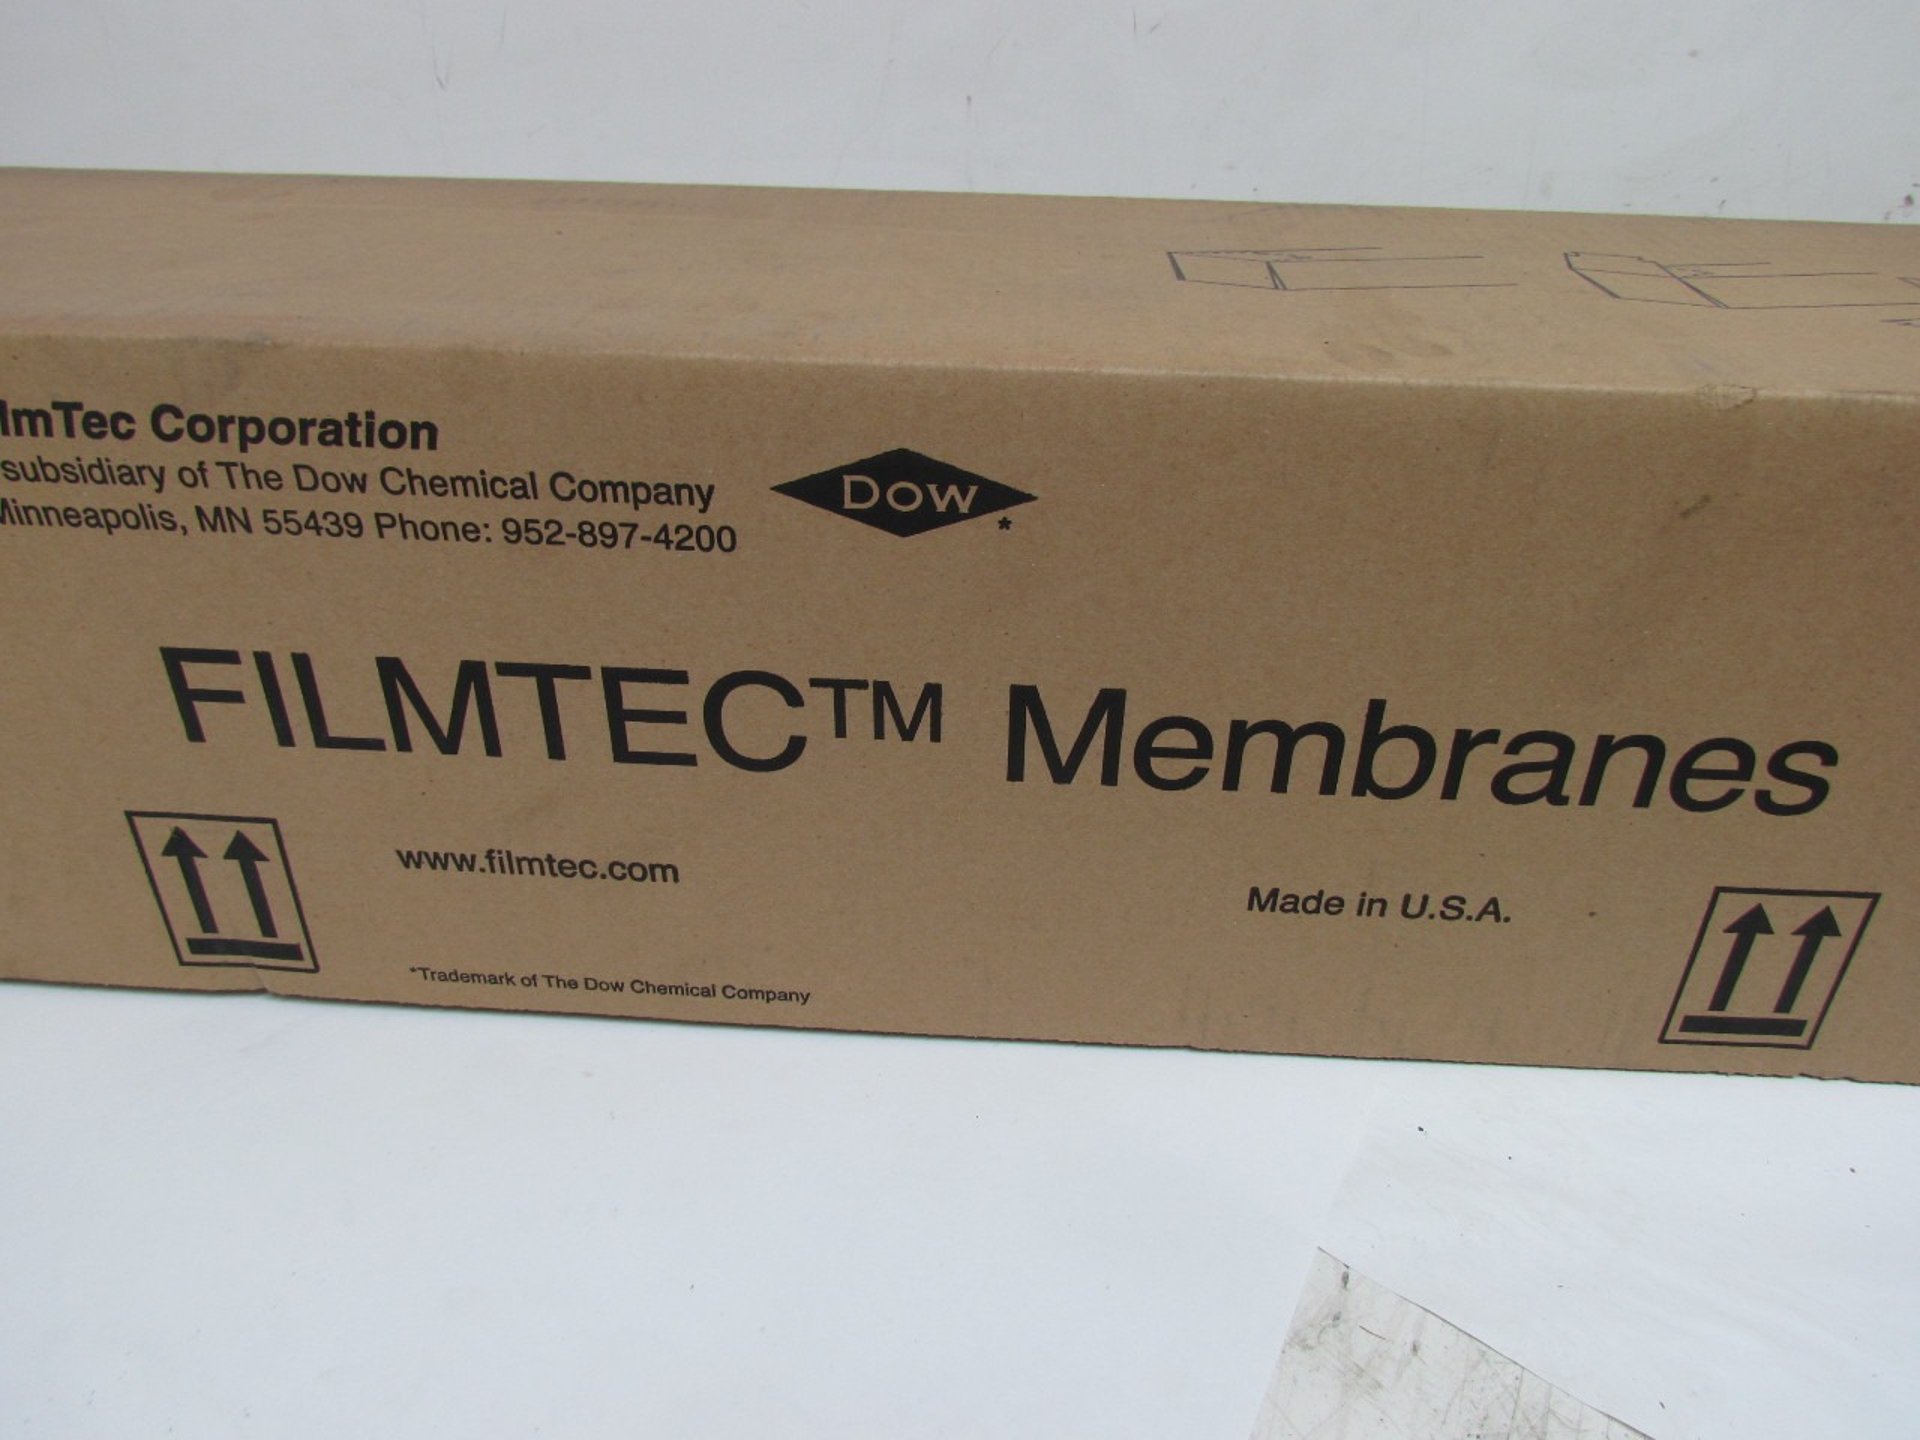 lmTec Corporation
subsidiary of The Dow Chemical Company
Minneapolis, MN 55439 Phone: 952-897-4200
DOW*
FILMTEC™ Membranes
www.filmtec.com
Made in U.S.A.
*Trademark of The Dow Chemical Company